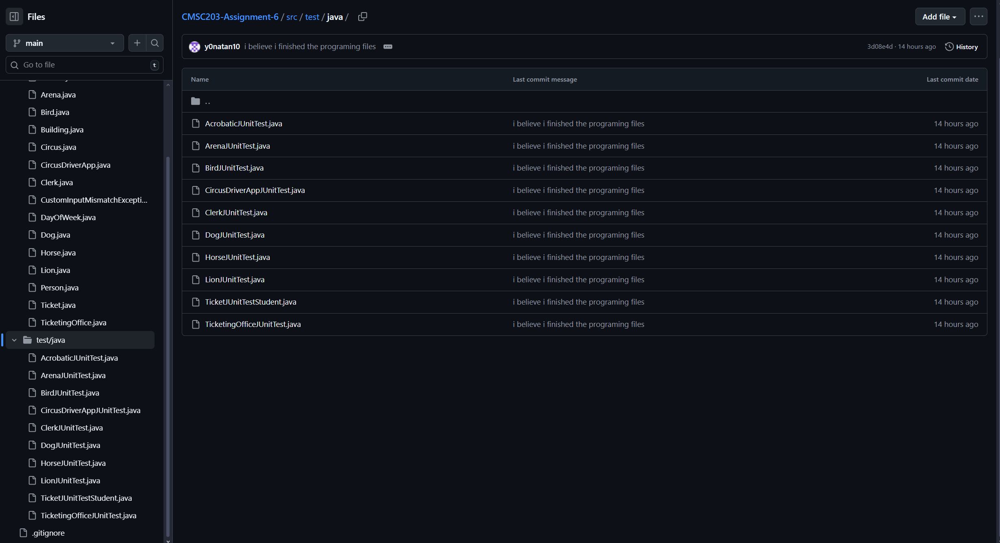 Files
main
Go to file
t
Arena.java
Bird.java
Building.java
Circus.java
CircusDriverApp.java
Clerk.java
CustomInputMismatchExcepti...
DayOfWeek.java
Dog.java
Horse.java
Lion.java
Person.java
Ticket.java
TicketingOffice.java
test/java
AcrobaticJUnitTest.java
ArenaJUnitTest.java
BirdJUnitTest.java
CircusDriverAppJUnitTest.java
ClerkJUnitTest.java
DogJUnitTest.java
HorseJUnitTest.java
LionJUnitTest.java
TicketJUnitTestStudent.java
TicketingOfficeJUnitTest.java
.gitignore
CMSC203-Assignment-6 / src / test / java /
Add file
y0natan10 i believe i finished the programing files
3d08e4d · 14 hours ago History
Name Last commit message Last commit date
..
AcrobaticJUnitTest.java i believe i finished the programing files 14 hours ago
ArenaJUnitTest.java i believe i finished the programing files 14 hours ago
BirdJUnitTest.java i believe i finished the programing files 14 hours ago
CircusDriverAppJUnitTest.java i believe i finished the programing files 14 hours ago
ClerkJUnitTest.java i believe i finished the programing files 14 hours ago
DogJUnitTest.java i believe i finished the programing files 14 hours ago
HorseJUnitTest.java i believe i finished the programing files 14 hours ago
LionJUnitTest.java i believe i finished the programing files 14 hours ago
TicketJUnitTestStudent.java i believe i finished the programing files 14 hours ago
TicketingOfficeJUnitTest.java i believe i finished the programing files 14 hours ago